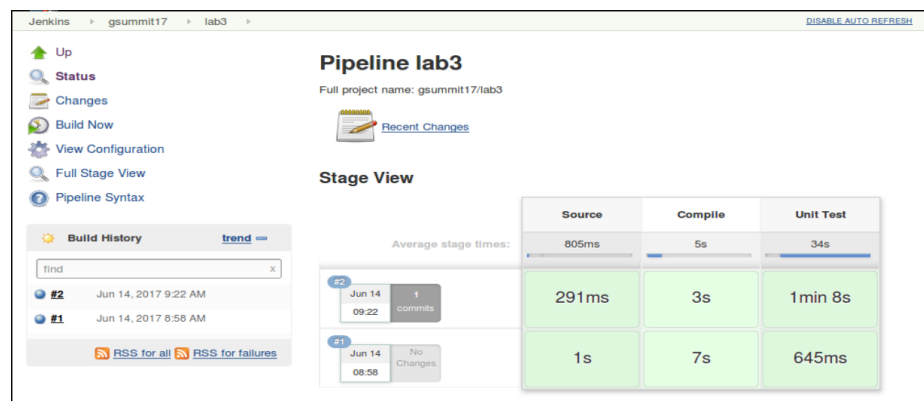 Jenkins gsummit17 lab3 DISABLE AUTO REFRESH
Up
Status
Changes
Build Now
View Configuration
Full Stage View
Pipeline Syntax
Build History trend
find x
#2 Jun 14, 2017 9:22 AM
#1 Jun 14, 2017 8:58 AM
RSS for all RSS for failures
Pipeline lab3
Full project name: gsummit17/lab3
Recent Changes
Stage View
Source Compile Unit Test
Average stage times: 805ms 5s 34s
#2
Jun 14
09:22
1
commits
291ms 3s 1min 8s
#1
Jun 14
08:58
No
Changes
1s 7s 645ms